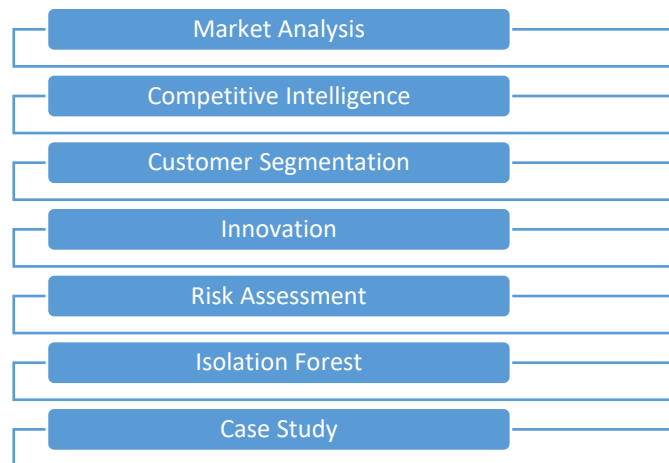 Market Analysis
Competitive Intelligence
Customer Segmentation
Innovation
Risk Assessment
Isolation Forest
Case Study